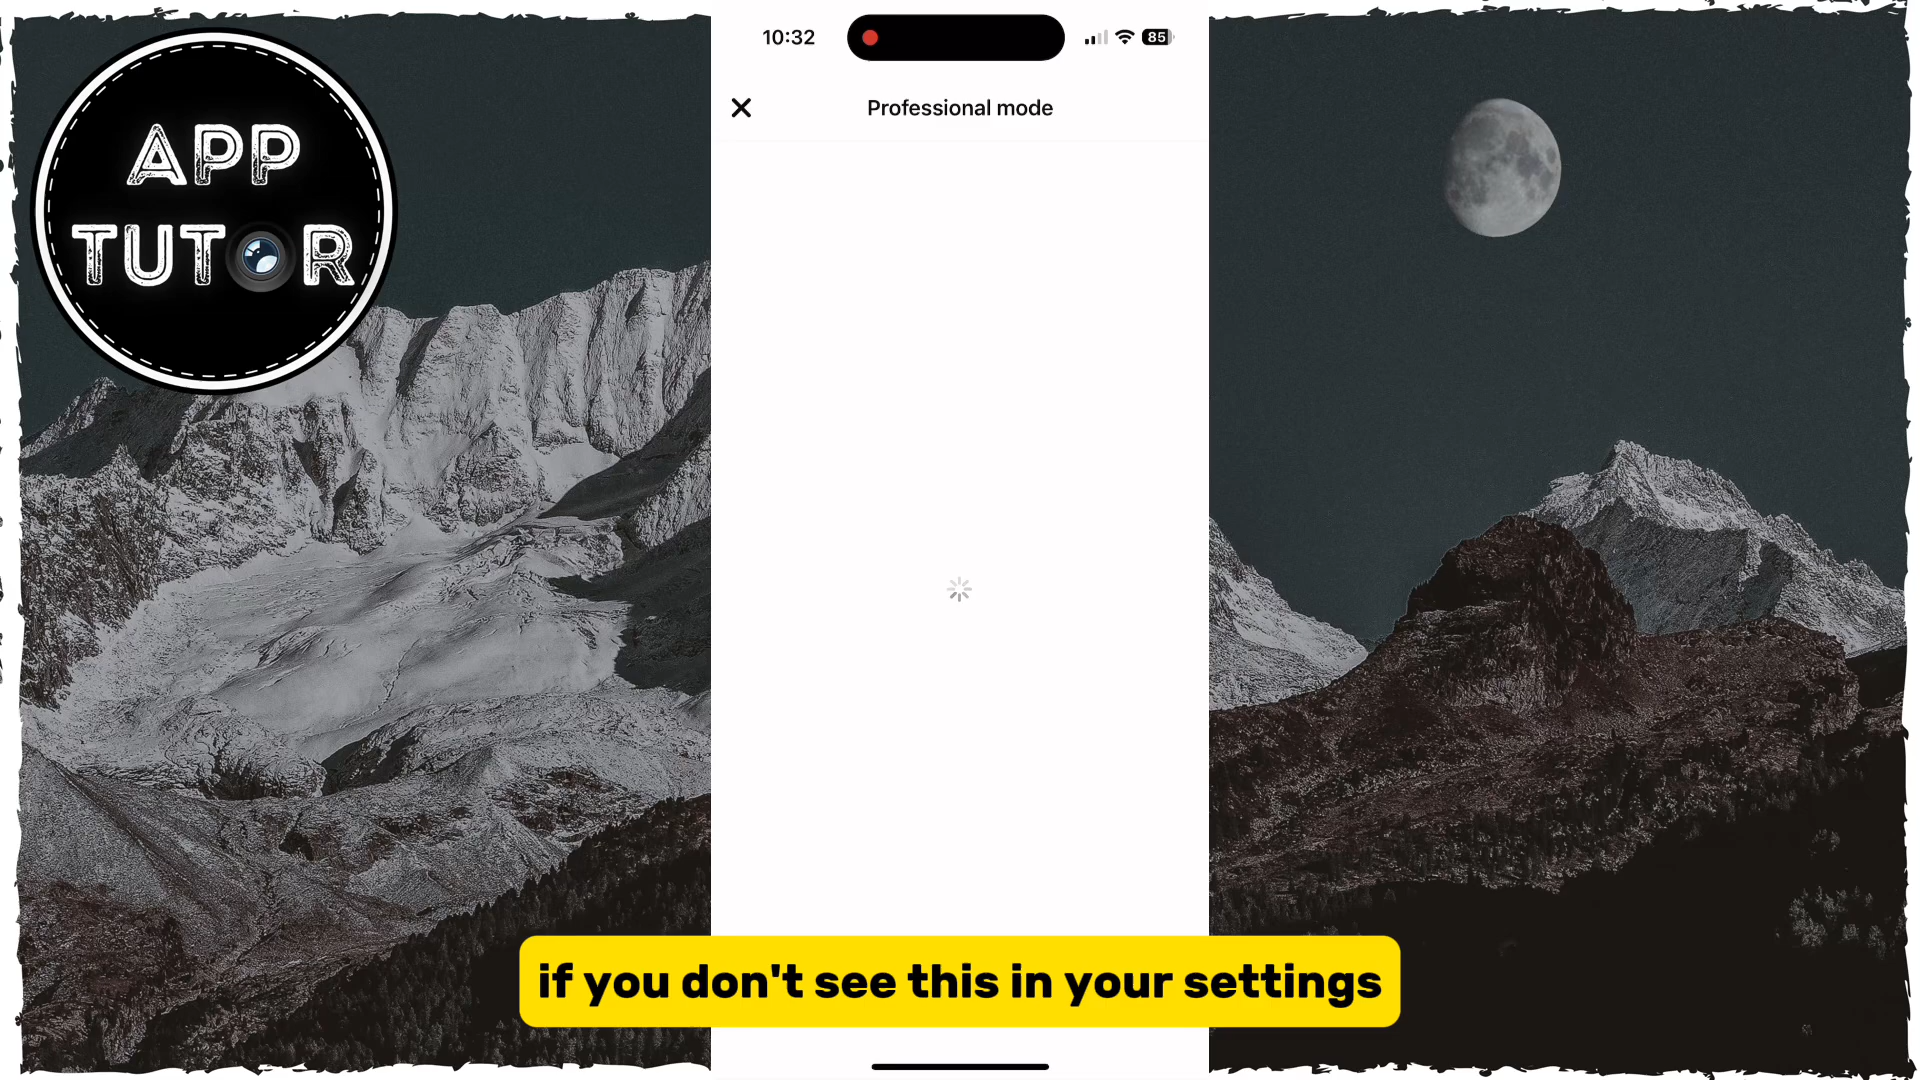 APP
TUTOR
10:32
85
Professional mode
if you don't see this in your settings